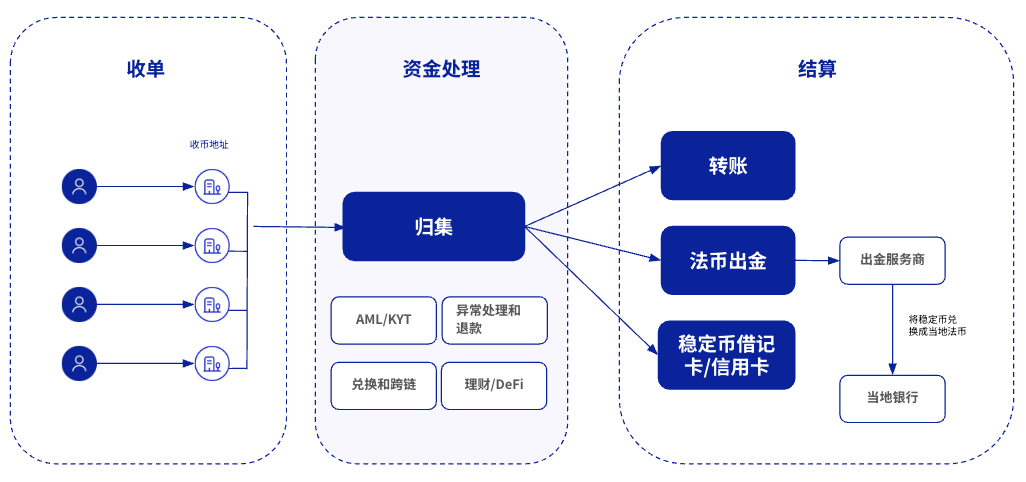 收单
收币地址
资金处理
归集
AML/KYT
异常处理和
退款
兑换和跨链
理财/DeFi
结算
转账
法币出金
稳定币借记
卡/信用卡
出金服务商
将稳定币兑
换成当地法币
当地银行